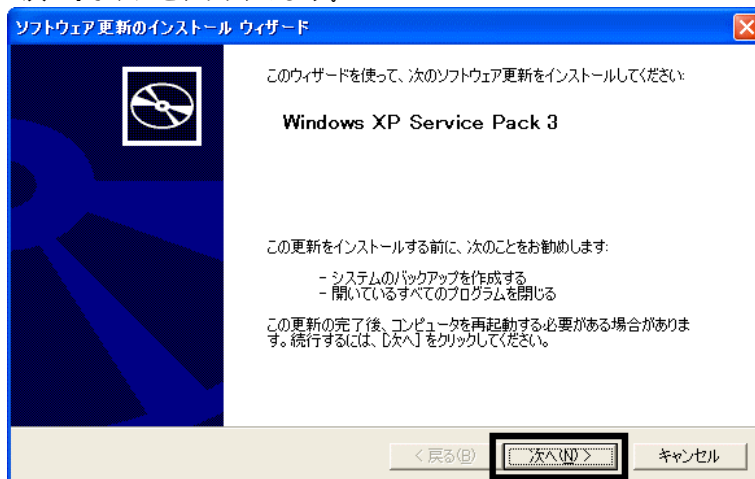 ソフトウェア更新のインストール ウィザード
このウィザードを使って、次のソフトウェア更新をインストールしてください:
Windows XP Service Pack 3
この更新をインストールする前に、次のことをお勧めします:
- システムのバックアップを作成する
- 開いているすべてのプログラムを閉じる
この更新の完了後、コンピュータを再起動する必要がある場合がありま
す。続行するには、[次へ] をクリックしてください。
< 戻る(B) 次へ(N) > キャンセル